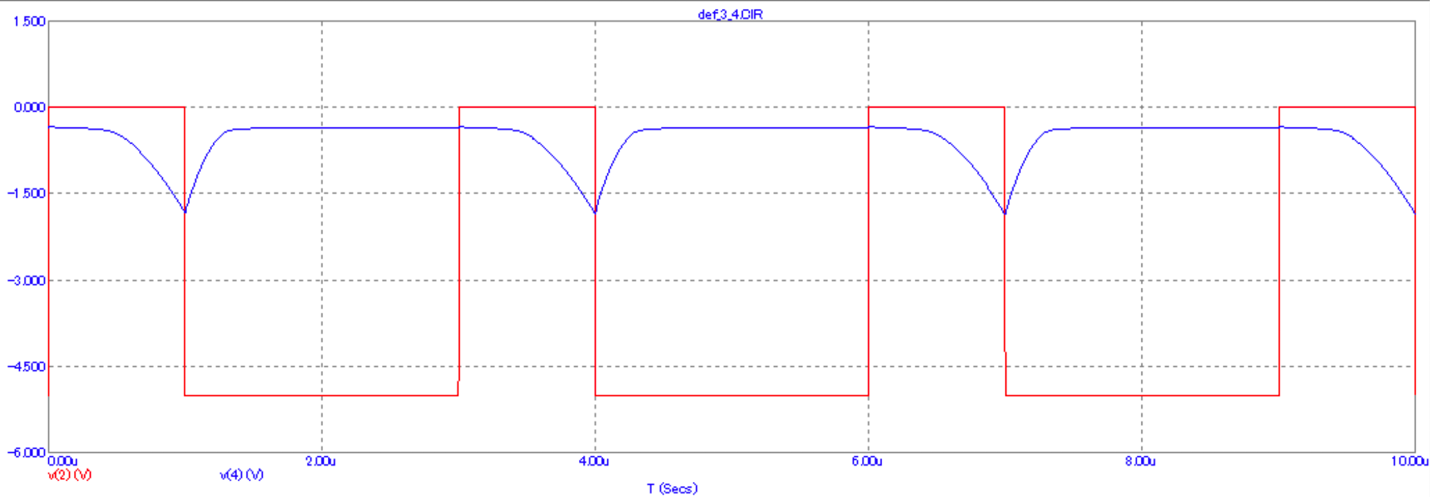 def_3_4.CIR
1.500
0.000
-1.500
-3.000
-4.500
-6.000
0.00u 2.00u 4.00u 6.00u 8.00u 10.00u
v(2) (V) v(4) (V)
T (Secs)